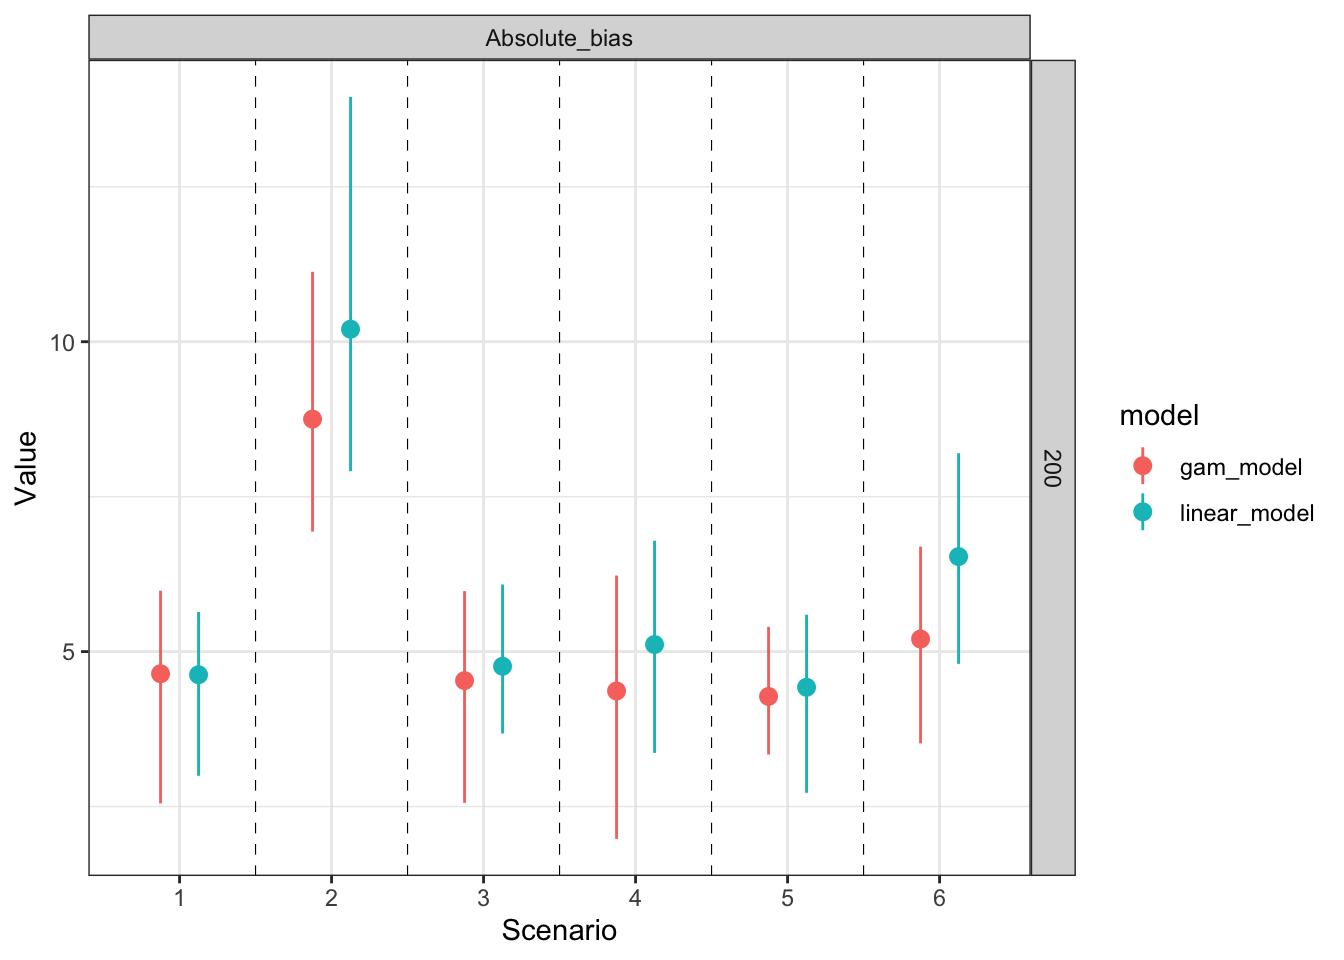 Absolute_bias
200
Value
10
5
1 2 3 4 5 6
Scenario
model
gam_model
linear_model